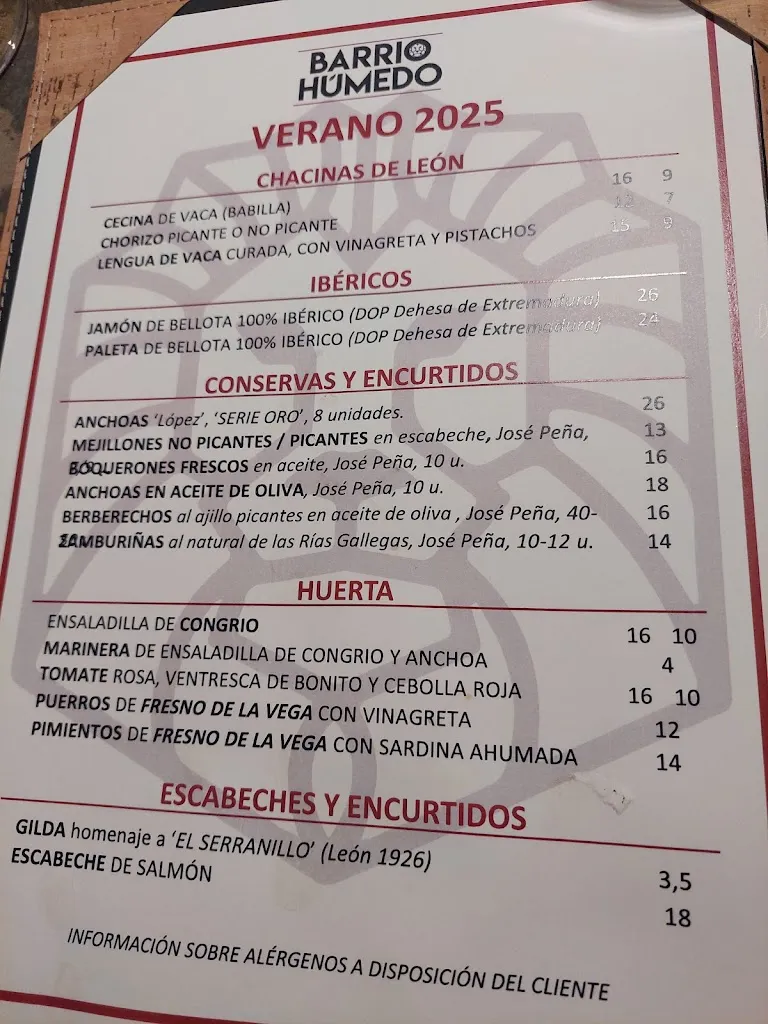 BARRIO
HÚMEDO
VERANO 2025
CHACINAS DE LEÓN
CECINA DE VACA (BABILLA) 16 9
CHORIZO PICANTE O NO PICANTE 7
LENGUA DE VACA CURADA, CON VINAGRETA Y PISTACHOS 15 9
IBÉRICOS
JAMÓN DE BELLOTA 100% IBÉRICO (DOP Dehesa de Extremadura) 26
PALETA DE BELLOTA 100% IBÉRICO (DOP Dehesa de Extremadura) 24
CONSERVAS Y ENCURTIDOS
ANCHOAS 'López', 'SERIE ORO', 8 unidades. 26
MEJILLONES NO PICANTES / PICANTES en escabeche, José Peña, 13
BOQUERONES FRESCOS en aceite, José Peña, 10 u. 16
ANCHOAS EN ACEITE DE OLIVA, José Peña, 10 u. 18
BERBERECHOS al ajillo picantes en aceite de oliva , José Peña, 40- 16
ZAMBURIÑAS al natural de las Rías Gallegas, José Peña, 10-12 u. 14
HUERTA
ENSALADILLA DE CONGRIO 16 10
MARINERA DE ENSALADILLA DE CONGRIO Y ANCHOA 4
TOMATE ROSA, VENTRESCA DE BONITO Y CEBOLLA ROJA 16 10
PUERROS DE FRESNO DE LA VEGA CON VINAGRETA 12
PIMIENTOS DE FRESNO DE LA VEGA CON SARDINA AHUMADA 14
ESCABECHES Y ENCURTIDOS
GILDA homenaje a 'EL SERRANILLO' (León 1926) 3,5
ESCABECHE DE SALMÓN 18
INFORMACIÓN SOBRE ALÉRGENOS A DISPOSICIÓN DEL CLIENTE